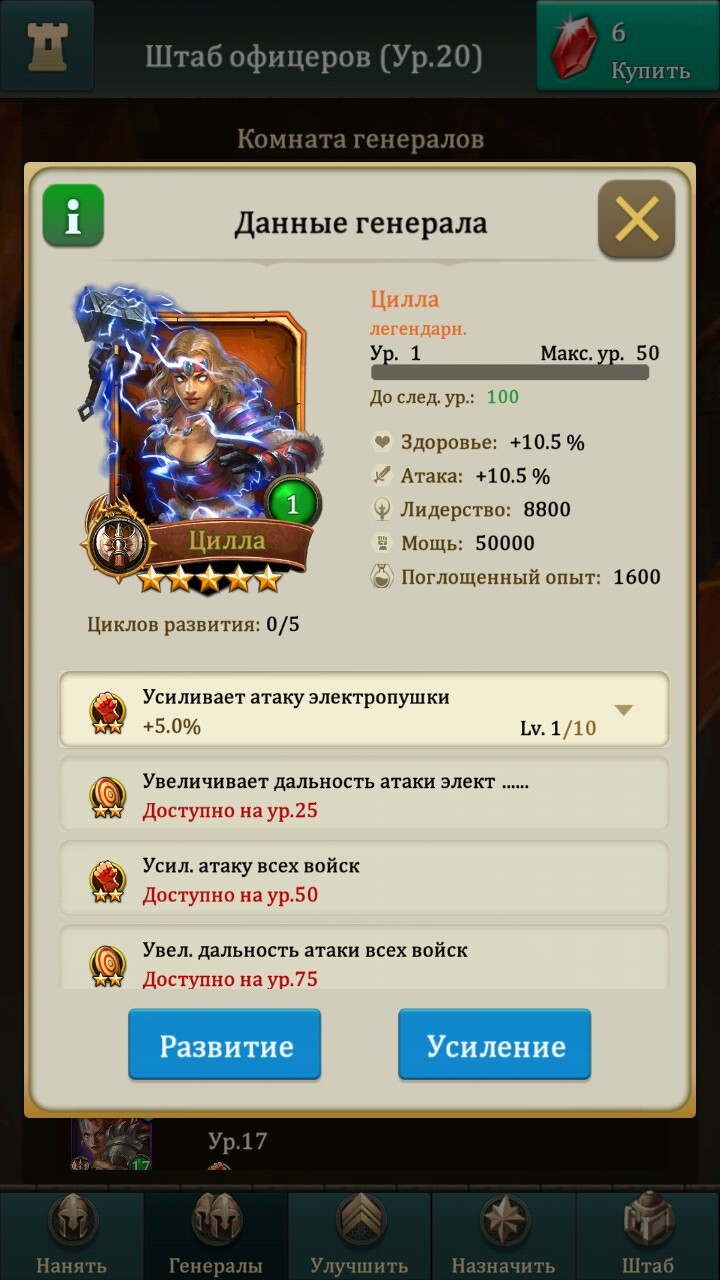 Штаб офицеров (Ур.20)
6
Купить
Комната генералов
Данные генерала
Цилла
легендарн.
Ур. 1 Макс. ур. 50
До след. ур.: 100
Здоровье: +10.5 %
Атака: +10.5 %
Лидерство: 8800
Мощь: 50000
Поглощенный опыт: 1600
1
Цилла
Циклов развития: 0/5
Усиливает атаку электропушки
+5.0% Lv. 1/10
Увеличивает дальность атаки элект ......
Доступно на ур.25
Усил. атаку всех войск
Доступно на ур.50
Увел. дальность атаки всех войск
Доступно на ур.75
Развитие Усиление
Ур.17
17
Нанять Генералы Улучшить Назначить Штаб